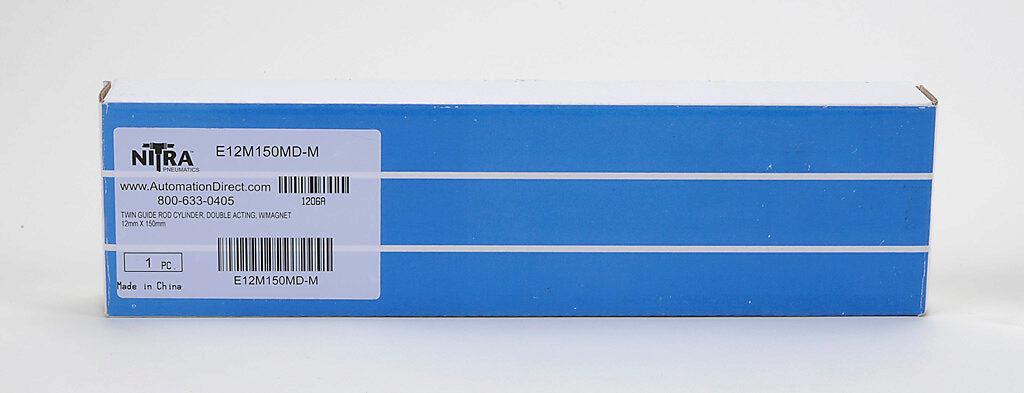 NITRA™
PNEUMATICS
E12M150MD-M
www.AutomationDirect.com
800-633-0405
1206A
TWIN GUIDE ROD CYLINDER, DOUBLE ACTING, W/MAGNET
12mm X 150mm
1 PC.
E12M150MD-M
Made in China